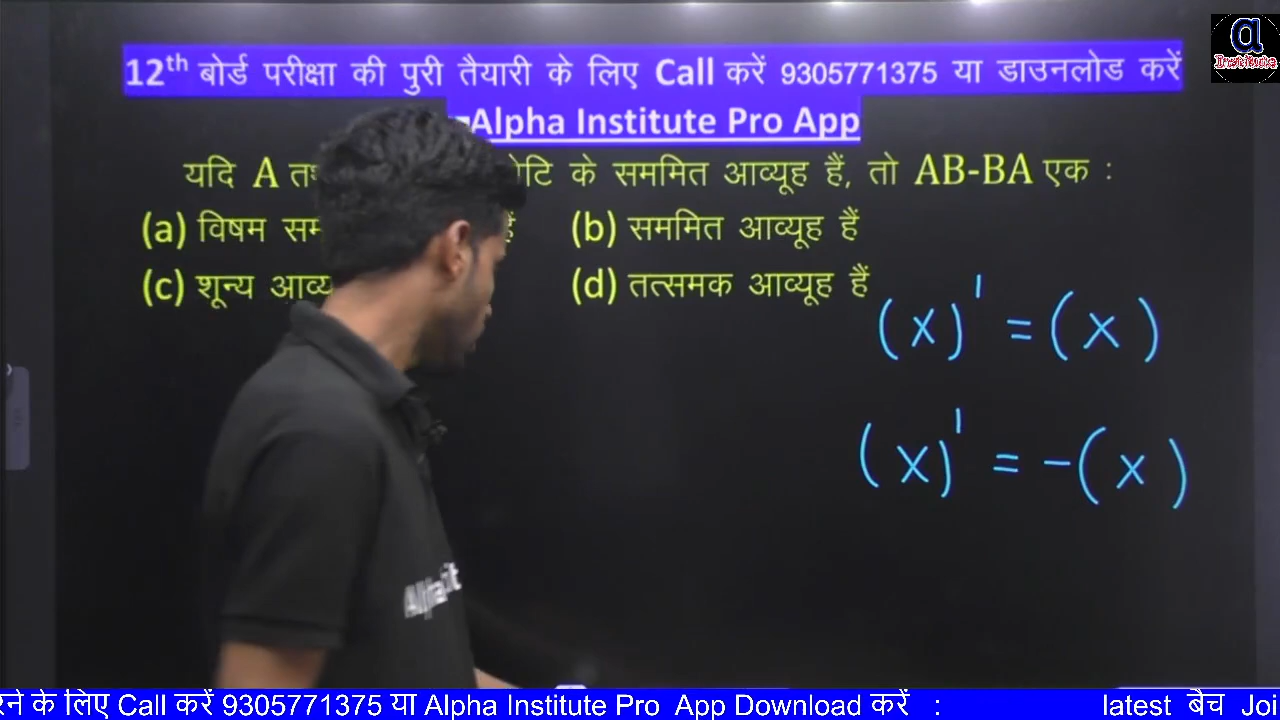 12th बोर्ड परीक्षा की पुरी तैयारी के लिए Call करें 9305771375 या डाउनलोड करें
Alpha Institute Pro App
यदि A के सममित आव्यूह हैं, तो AB-BA एक :
(a) विषम (b) सममित आव्यूह हैं
(c) शून्य (d) तत्समक आव्यूह हैं
(x)' = (x)
(x)' = -(x)
के लिए Call करें 9305771375 या Alpha Institute Pro App Download करें : latest बैच
a
Institute